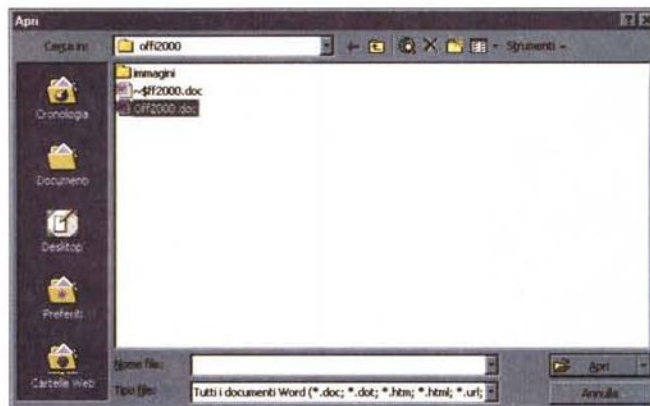 Apri
Cerca in: offi2000
Strumenti
immagini
~$ff2000.doc
Off2000.doc
Cronologia
Documenti
Desktop
Preferiti
Cartelle Web
Nome file:
Apri
Tipo file: Tutti i documenti Word (*.doc; *.dot; *.htm; *.html; *.url;
Annulla